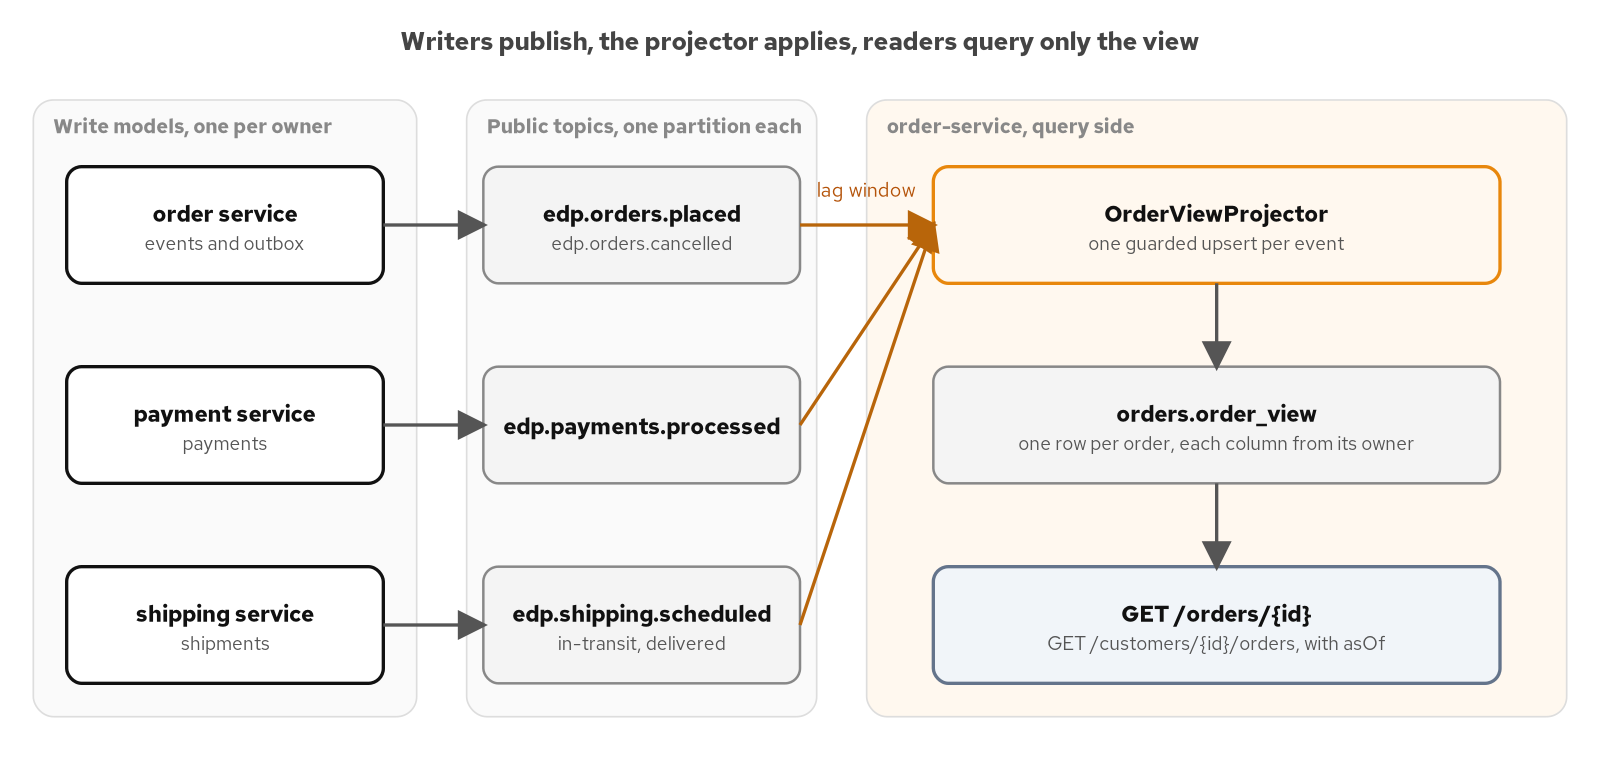 Writers publish, the projector applies, readers query only the view
Write models, one per owner
order service
events and outbox
payment service
payments
shipping service
shipments
Public topics, one partition each
edp.orders.placed
edp.orders.cancelled
edp.payments.processed
edp.shipping.scheduled
in-transit, delivered
lag window
order-service, query side
OrderViewProjector
one guarded upsert per event
orders.order_view
one row per order, each column from its owner
GET /orders/{id}
GET /customers/{id}/orders, with asOf